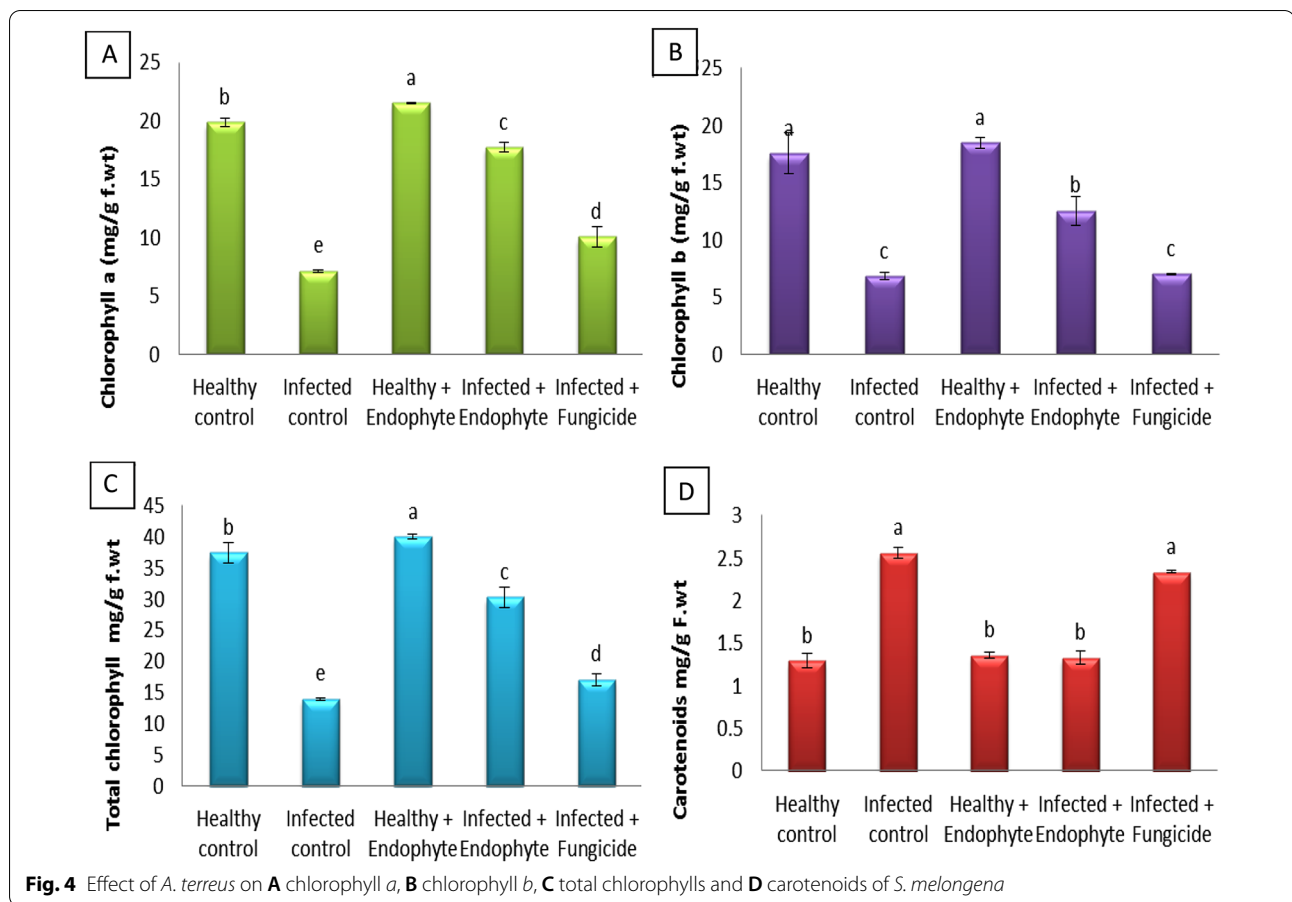 A
Chlorophyll a (mg/g f.wt)
25
20
15
10
5
0
b
e
a
c
d
Healthy control
Infected control
Healthy + Endophyte
Infected + Endophyte
Infected + Fungicide
B
Chlorophyll b (mg/g f.wt)
25
20
15
10
5
0
a
c
a
b
c
Healthy control
Infected control
Healthy + Endophyte
Infected + Endophyte
Infected + Fungicide
C
Total chlorophyll mg/g f.wt
45
40
35
30
25
20
15
10
5
0
b
e
a
c
d
Healthy control
Infected control
Healthy + Endophyte
Infected + Endophyte
Infected + Fungicide
D
Carotenoids mg/g F.wt
3
2.5
2
1.5
1
0.5
0
b
a
b
b
a
Healthy control
Infected control
Healthy + Endophyte
Infected + Endophyte
Infected + Fungicide
Fig. 4 Effect of A. terreus on A chlorophyll a, B chlorophyll b, C total chlorophylls and D carotenoids of S. melongena